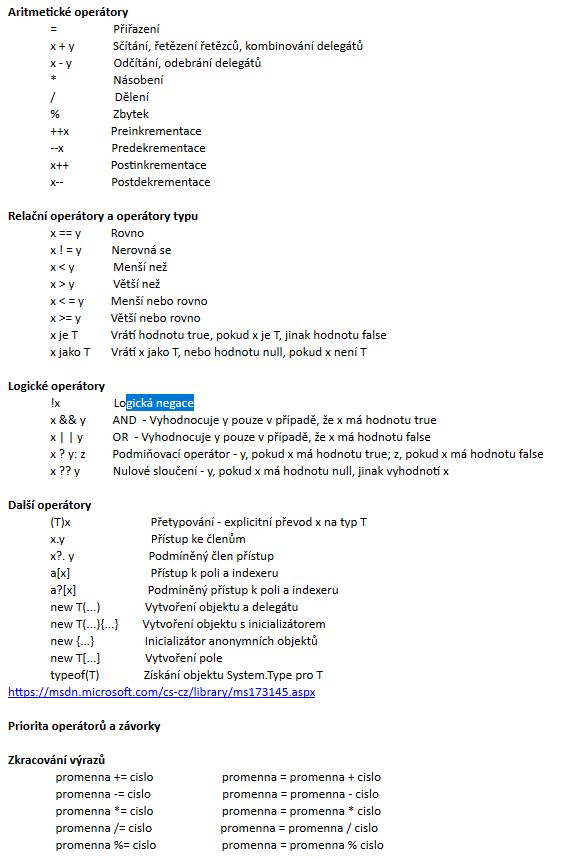 Aritmetické operátory
= Přiřazení
x + y Sčítání, řetězení řetězců, kombinování delegátů
x - y Odčítání, odebrání delegátů
* Násobení
/ Dělení
% Zbytek
++x Preinkrementace
--x Predekrementace
x++ Postinkrementace
x-- Postdekrementace
Relační operátory a operátory typu
x == y Rovno
x ! = y Nerovná se
x < y Menší než
x > y Větší než
x < = y Menší nebo rovno
x >= y Větší nebo rovno
x je T Vrátí hodnotu true, pokud x je T, jinak hodnotu false
x jako T Vrátí x jako T, nebo hodnotu null, pokud x není T
Logické operátory
!x Logická negace
x && y AND - Vyhodnocuje y pouze v případě, že x má hodnotu true
x | | y OR - Vyhodnocuje y pouze v případě, že x má hodnotu false
x ? y: z Podmiňovací operátor - y, pokud x má hodnotu true; z, pokud x má hodnotu false
x ?? y Nulové sloučení - y, pokud x má hodnotu null, jinak vyhodnotí x
Další operátory
(T)x Přetypování - explicitní převod x na typ T
x.y Přístup ke členům
x?. y Podmíněný člen přístup
a[x] Přístup k poli a indexeru
a?[x] Podmíněný přístup k poli a indexeru
new T(...) Vytvoření objektu a delegátu
new T(...){...} Vytvoření objektu s inicializátorem
new {...} Inicializátor anonymních objektů
new T[...] Vytvoření pole
typeof(T) Získání objektu System.Type pro T
https://msdn.microsoft.com/cs-cz/library/ms173145.aspx
Priorita operátorů a závorky
Zkracování výrazů
promenna += cislo promenna = promenna + cislo
promenna -= cislo promenna = promenna - cislo
promenna *= cislo promenna = promenna * cislo
promenna /= cislo promenna = promenna / cislo
promenna %= cislo promenna = promenna % cislo